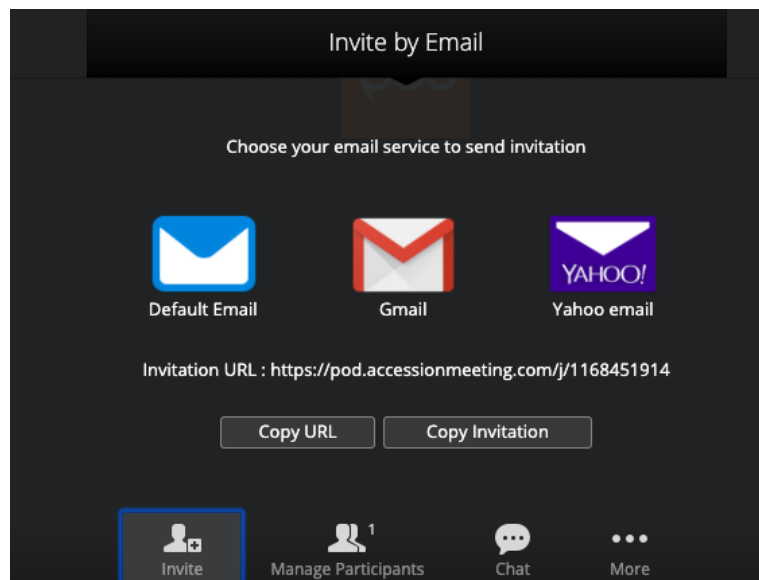 Invite by Email
Choose your email service to send invitation
YAHOO!
Default Email Gmail Yahoo email
Invitation URL : https://pod.accessionmeeting.com/j/1168451914
Copy URL Copy Invitation
1
Invite Manage Participants Chat More